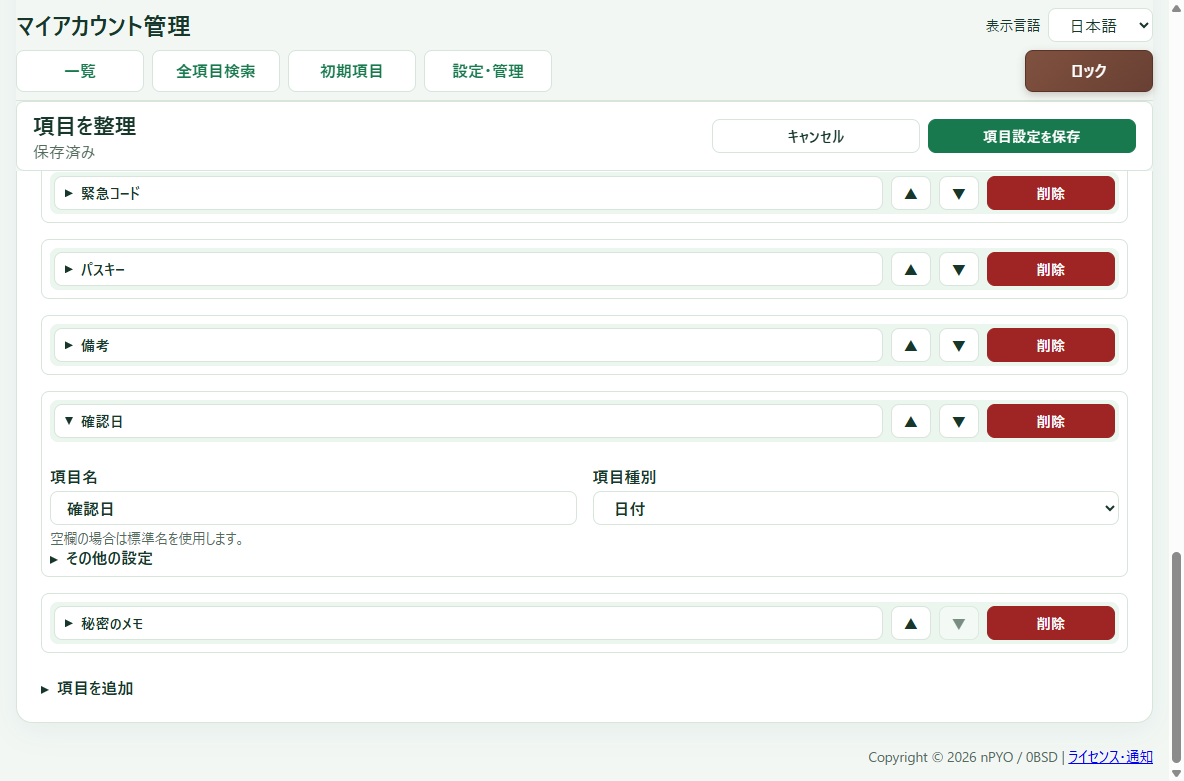 マイアカウント管理
表示言語 日本語
一覧 全項目検索 初期項目 設定・管理 ロック
項目を整理
保存済み
キャンセル 項目設定を保存
▶ 緊急コード ▲ ▼ 削除
▶ パスキー ▲ ▼ 削除
▶ 備考 ▲ ▼ 削除
▼ 確認日 ▲ ▼ 削除
項目名 項目種別
確認日 日付
空欄の場合は標準名を使用します。
▶ その他の設定
▶ 秘密のメモ ▲ ▼ 削除
▶ 項目を追加
Copyright © 2026 nPYO / 0BSD | ライセンス・通知